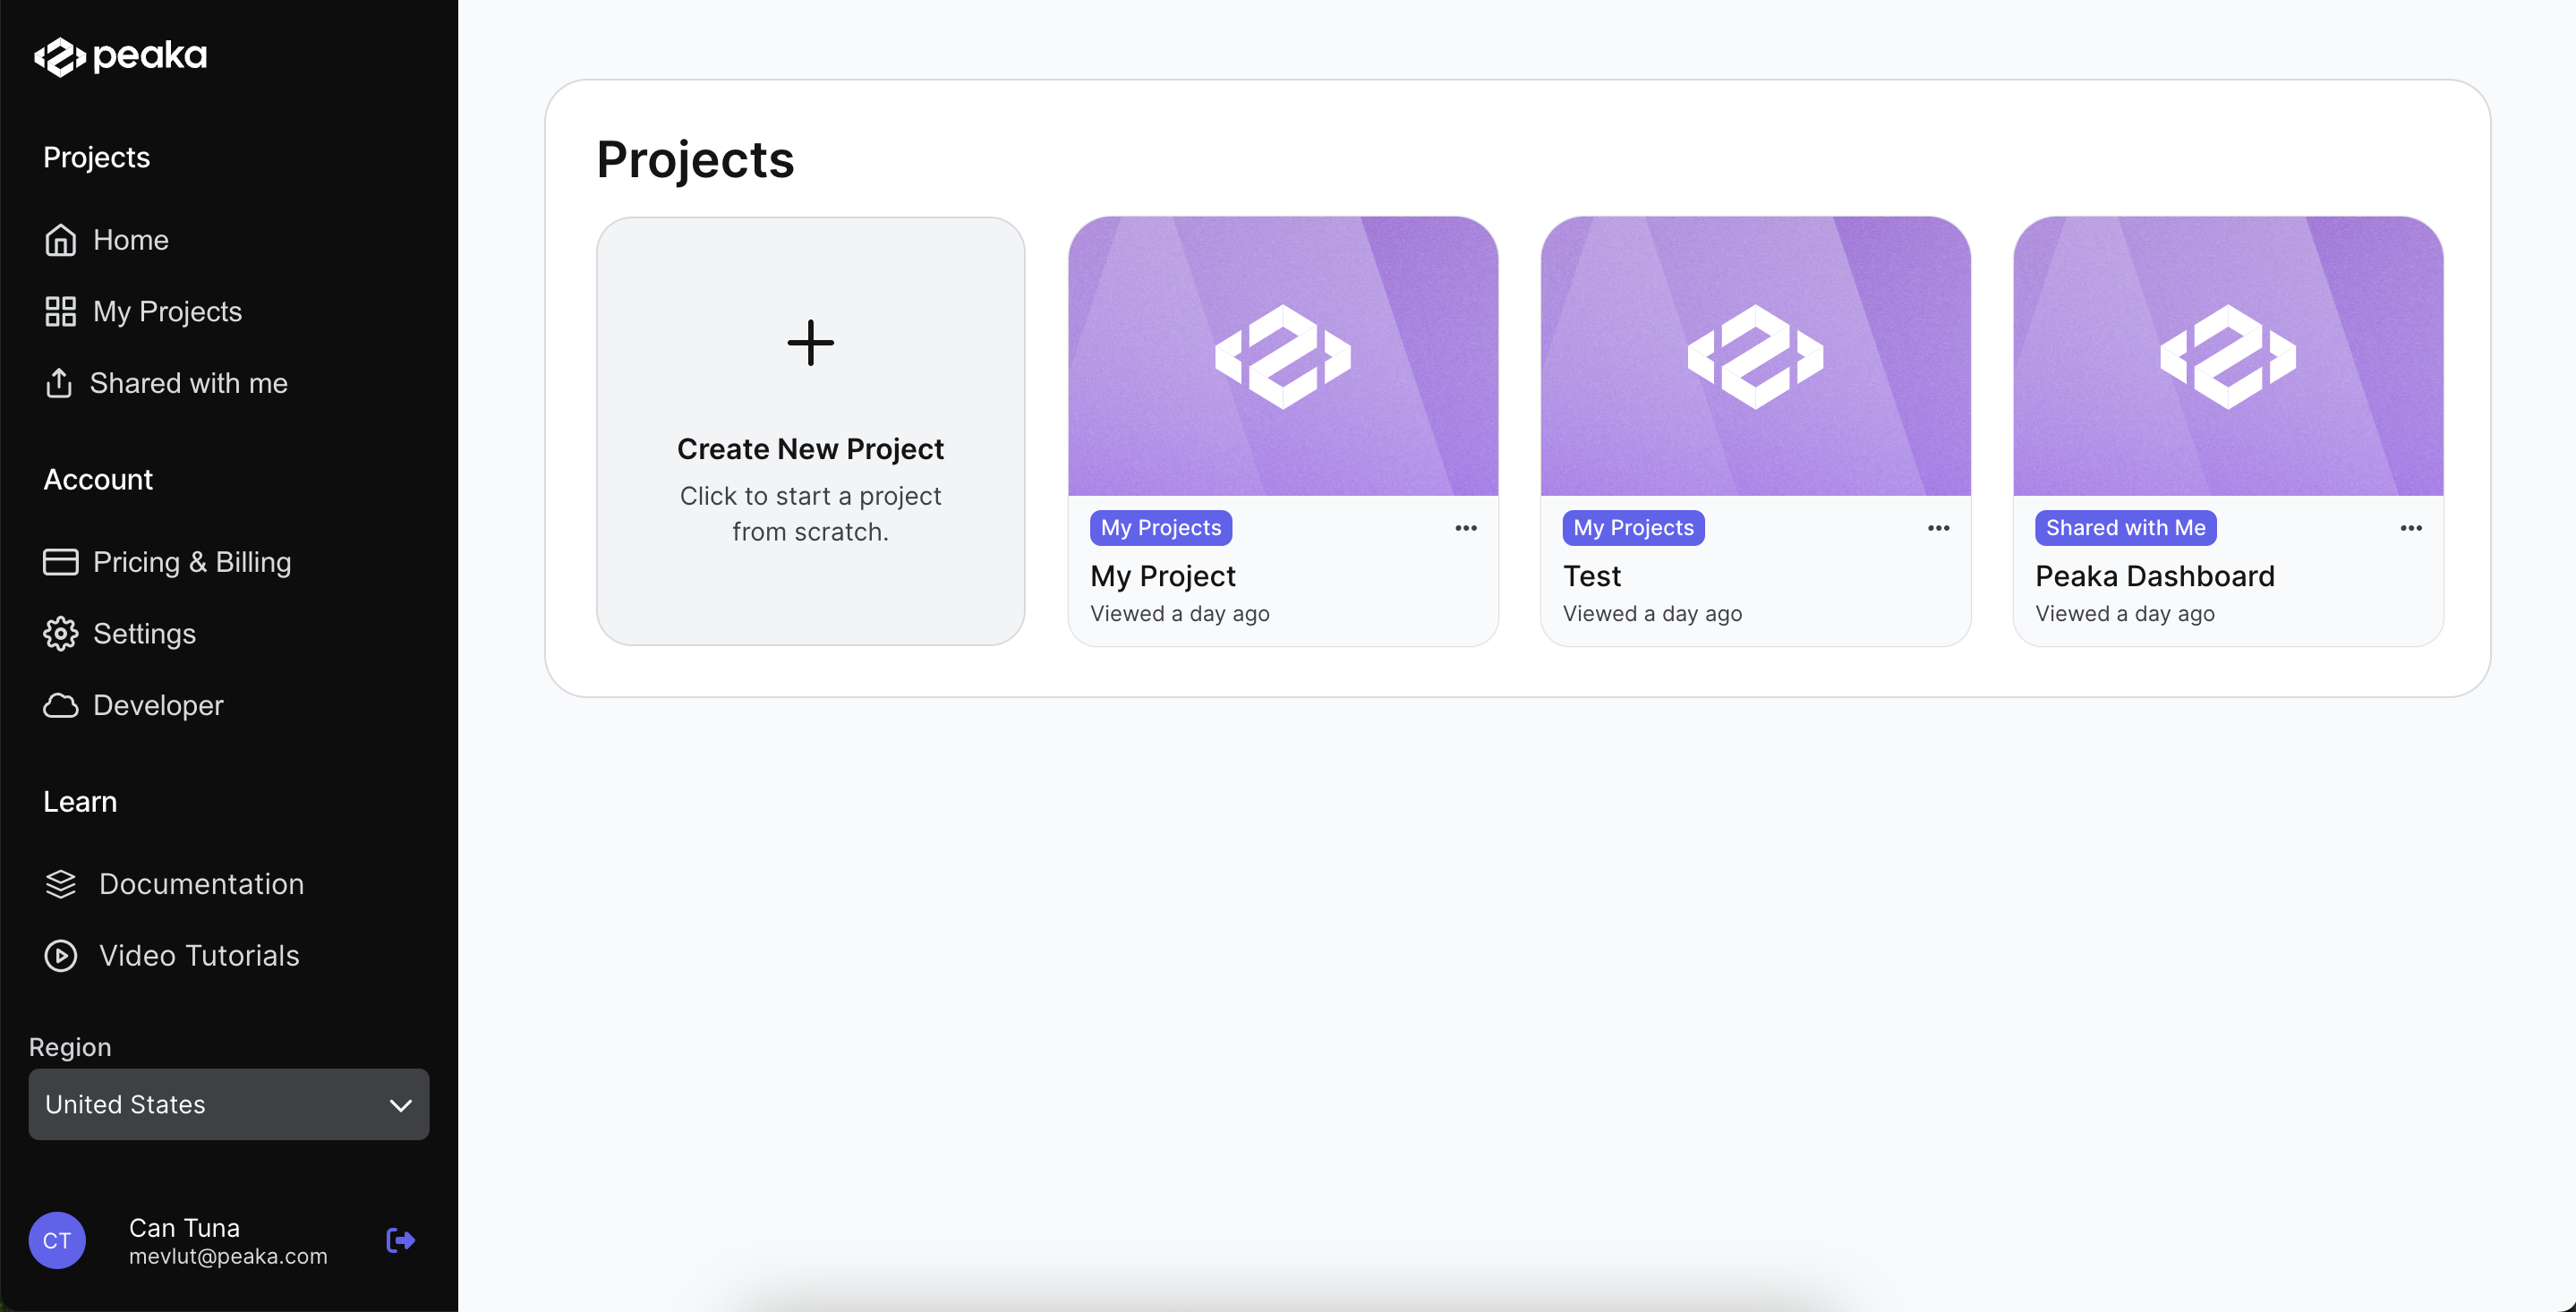 peaka
Projects
Home
My Projects
Shared with me
Account
Pricing & Billing
Settings
Developer
Learn
Documentation
Video Tutorials
Region
United States
CT
Can Tuna
mevlut@peaka.com
Projects
Create New Project
Click to start a project
from scratch.
My Projects
My Project
Viewed a day ago
My Projects
Test
Viewed a day ago
Shared with Me
Peaka Dashboard
Viewed a day ago